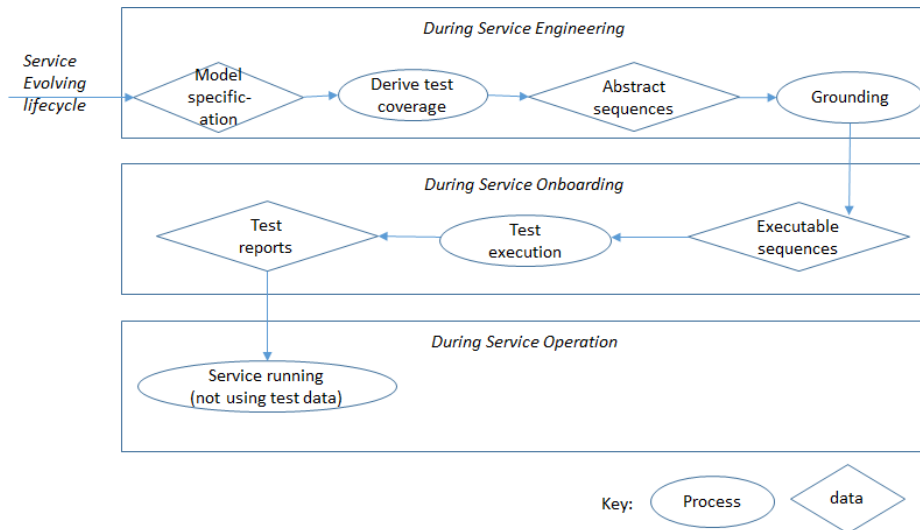 During Service Engineering
Service
Evolving
lifecycle
Model
specific-
ation
Derive test
coverage
Abstract
sequences
Grounding
During Service Onboarding
Test
reports
Test
execution
Executable
sequences
During Service Operation
Service running
(not using test data)
Key:
Process
data